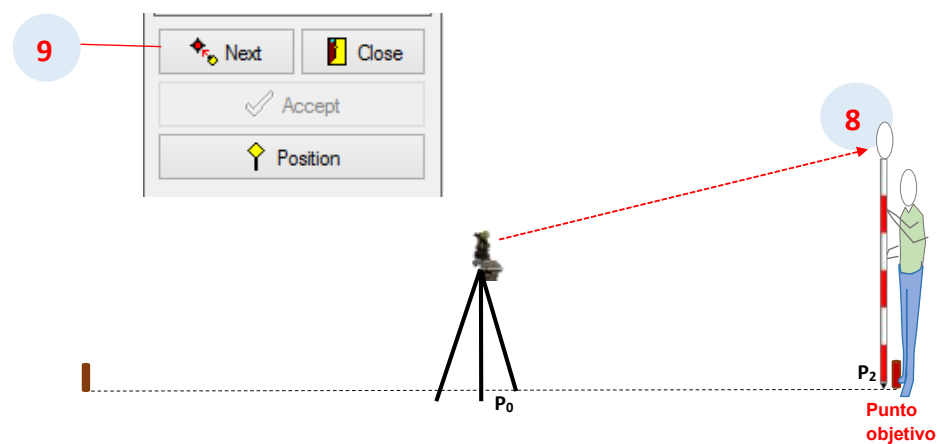 9
Next
Close
Accept
Position
8
P₀
P₂
Punto
objetivo